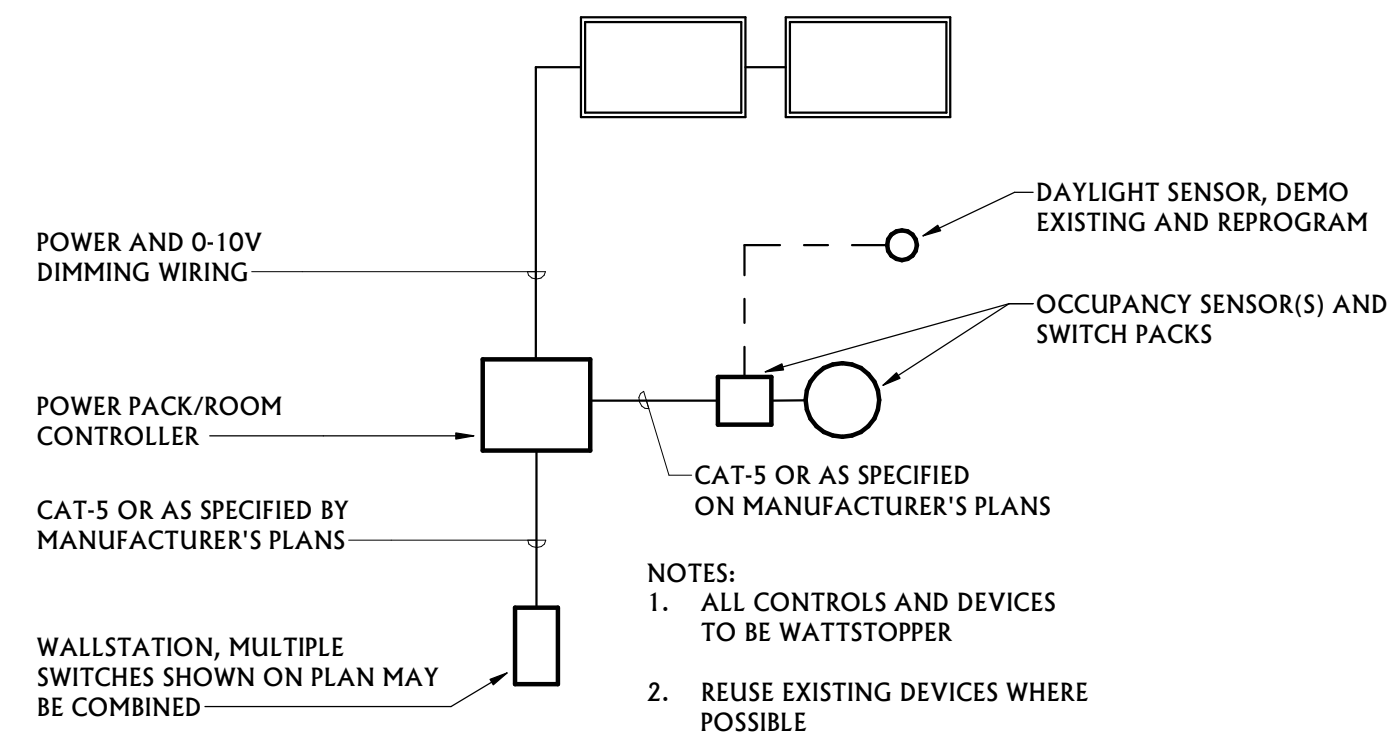 DAYLIGHT SENSOR, DEMO
EXISTING AND REPROGRAM
POWER AND 0-10V
DIMMING WIRING
OCCUPANCY SENSOR(S) AND
SWITCH PACKS
POWER PACK/ROOM
CONTROLLER
CAT-5 OR AS SPECIFIED
ON MANUFACTURER'S PLANS
CAT-5 OR AS SPECIFIED BY
MANUFACTURER'S PLANS
NOTES:
1. ALL CONTROLS AND DEVICES
TO BE WATTSTOPPER
2. REUSE EXISTING DEVICES WHERE
POSSIBLE
WALLSTATION, MULTIPLE
SWITCHES SHOWN ON PLAN MAY
BE COMBINED